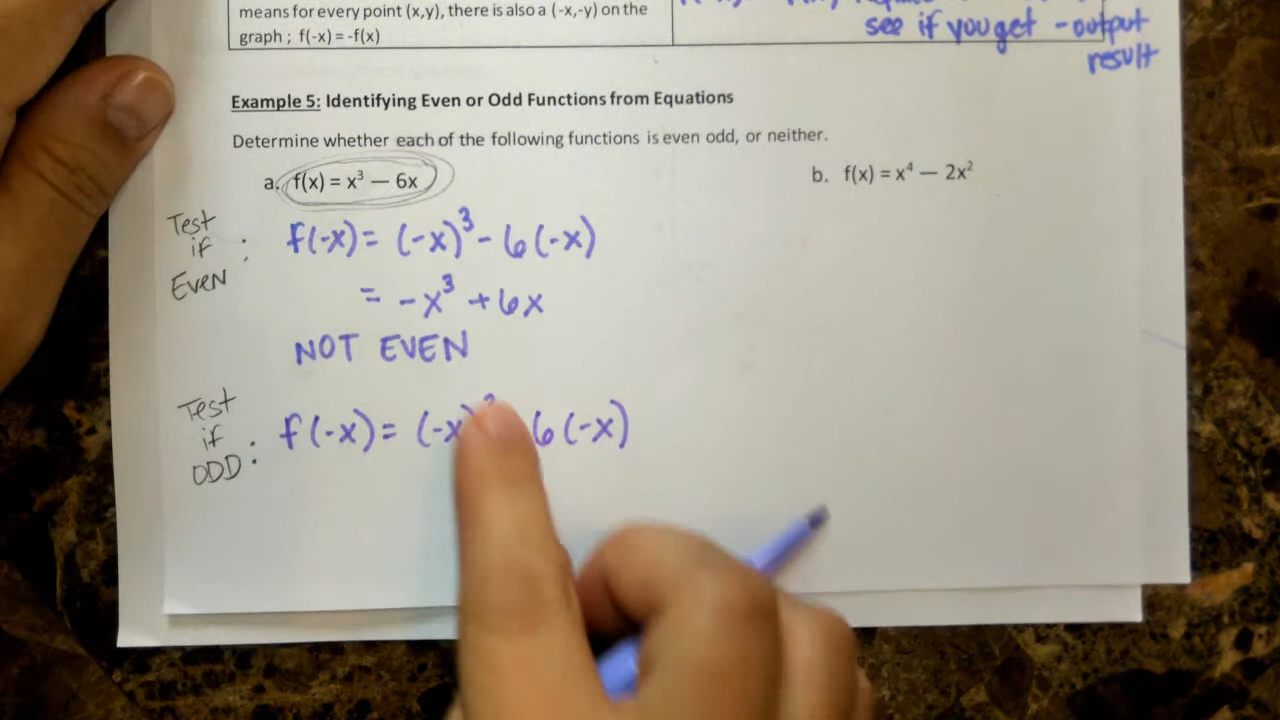 means for every point (x,y), there is also a (-x,-y) on the
graph ; f(-x) = -f(x)
see if you get - output
result
Example 5: Identifying Even or Odd Functions from Equations
Determine whether each of the following functions is even odd, or neither.
a. f(x) = x³ — 6x
b. f(x) = x⁴ — 2x²
Test
if
EVEN :
f(-x) = (-x)³ - 6(-x)
= -x³ + 6x
NOT EVEN
Test
if
ODD :
f(-x) = (-x) 6(-x)